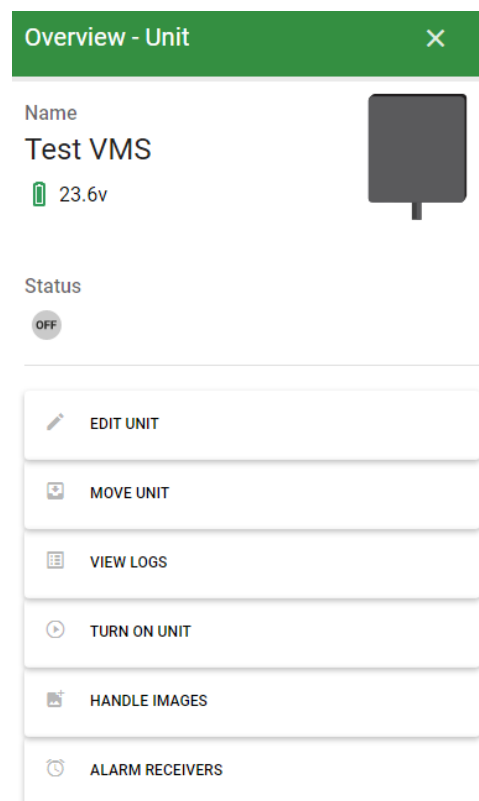 Overview - Unit
Name
Test VMS
23.6v
Status
OFF
EDIT UNIT
MOVE UNIT
VIEW LOGS
TURN ON UNIT
HANDLE IMAGES
ALARM RECEIVERS